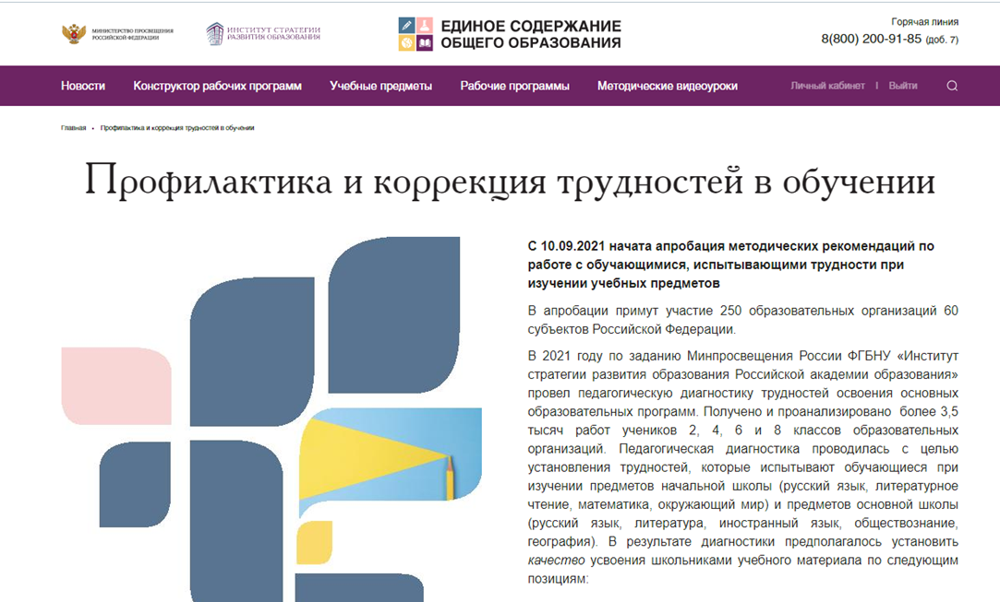 МИНИСТЕРСТВО ПРОСВЕЩЕНИЯ
РОССИЙСКОЙ ФЕДЕРАЦИИ
ИНСТИТУТ СТРАТЕГИИ
РАЗВИТИЯ ОБРАЗОВАНИЯ
ЕДИНОЕ СОДЕРЖАНИЕ
ОБЩЕГО ОБРАЗОВАНИЯ
Горячая линия
8(800) 200-91-85 (доб. 7)
Новости Конструктор рабочих программ Учебные предметы Рабочие программы Методические видеоуроки Личный кабинет | Выйти
Главная • Профилактика и коррекция трудностей в обучении
Профилактика и коррекция трудностей в обучении
С 10.09.2021 начата апробация методических рекомендаций по
работе с обучающимися, испытывающими трудности при
изучении учебных предметов
В апробации примут участие 250 образовательных организаций 60
субъектов Российской Федерации.
В 2021 году по заданию Минпросвещения России ФГБНУ «Институт
стратегии развития образования Российской академии образования»
провел педагогическую диагностику трудностей освоения основных
образовательных программ. Получено и проанализировано более 3,5
тысяч работ учеников 2, 4, 6 и 8 классов образовательных
организаций. Педагогическая диагностика проводилась с целью
установления трудностей, которые испытывают обучающиеся при
изучении предметов начальной школы (русский язык, литературное
чтение, математика, окружающий мир) и предметов основной школы
(русский язык, литература, иностранный язык, обществознание,
география). В результате диагностики предполагалось установить
качество усвоения школьниками учебного материала по следующим
позициям: